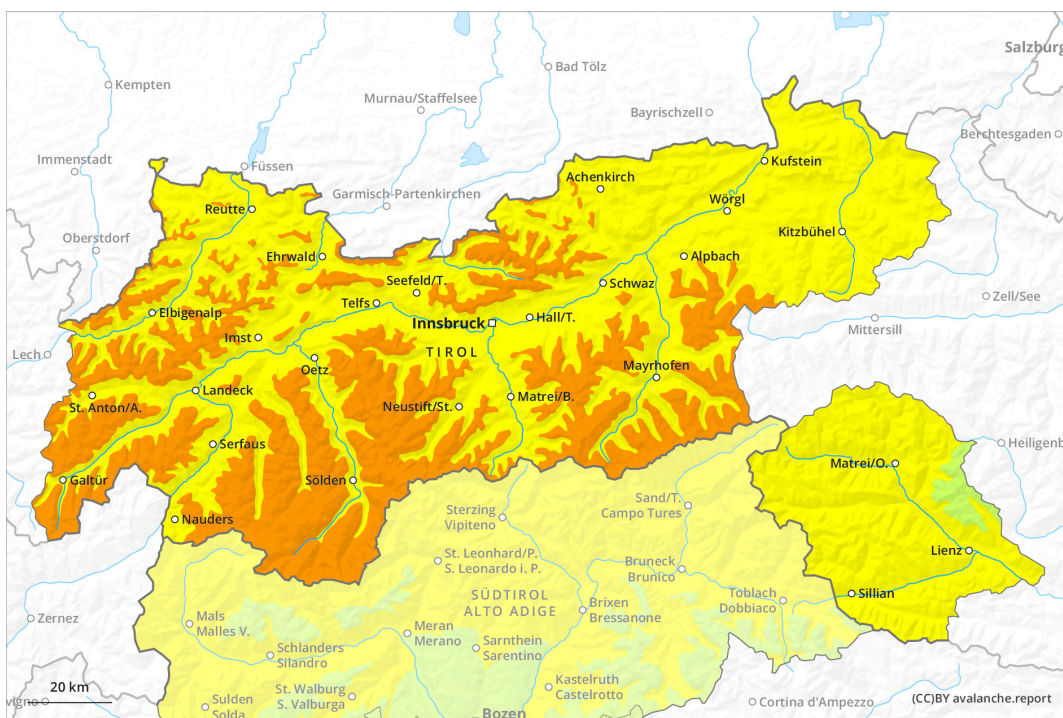 Salzburg
Kempten
Bad Tölz
Murnau/Staffelsee
Bayrischzell
Berchtesgaden
Immenstadt
Füssen
Kufstein
Achenkirch
Garmisch-Partenkirchen
Wörgl
Reutte
Kitzbühel
Oberstdorf
Ehrwald
Alpbach
Seefeld/T.
Schwaz
Zell/See
Telfs
Elbigenalp
Hall/T.
Innsbruck
Mittersill
Imst
Lech
TIROL
Oetz
Mayrhofen
Landeck
Matrei/B.
St. Anton/A.
Neustift/St.
Serfaus
Heiligenb
Matrei/O.
Galtür
Sölden
Sand/T.
Campo Tures
Sterzing
Vipiteno
Nauders
Lienz
St. Leonhard/P.
S. Leonardo i. P.
Bruneck
Brunico
SÜDTIROL
ALTO ADIGE
Sillian
Toblach
Dobbiaco
Brixen
Bressanone
Mals
Malles V.
Zernez
Meran
Merano
Sarnthein
Sarentino
Schlanders
Silandro
20 km
Kastelruth
Castelrotto
St. Walburg
S. Valburga
vigno
Sulden
Solda
Cortina d'Ampezzo
(CC)BY avalanche.report
Bozen